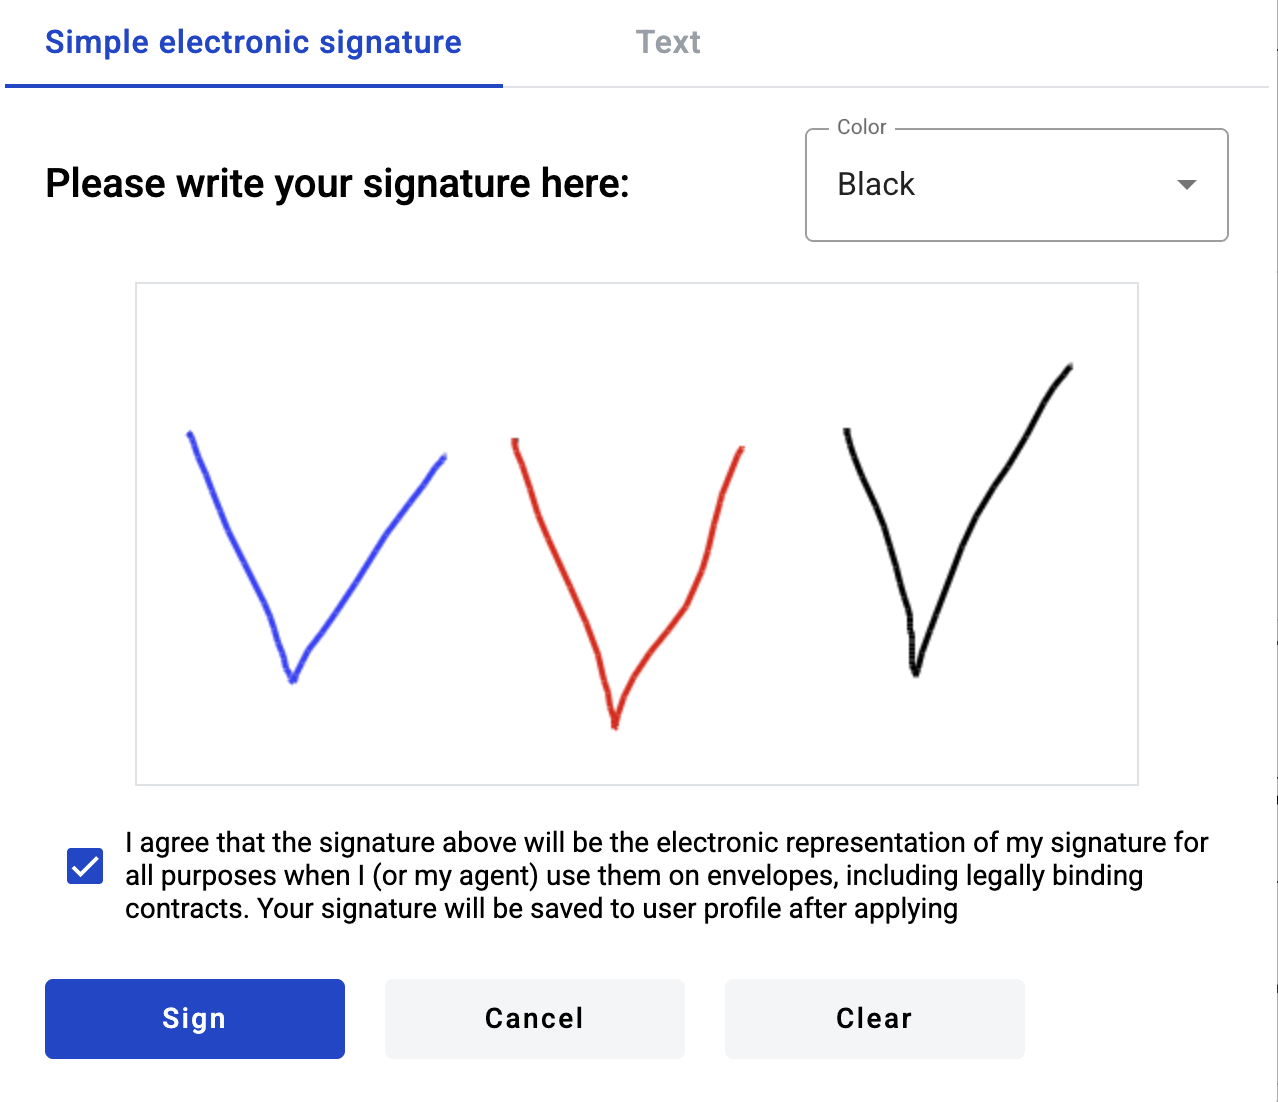 Simple electronic signature Text
Color
Please write your signature here: Black
V V V
I agree that the signature above will be the electronic representation of my signature for
all purposes when I (or my agent) use them on envelopes, including legally binding
contracts. Your signature will be saved to user profile after applying
Sign Cancel Clear